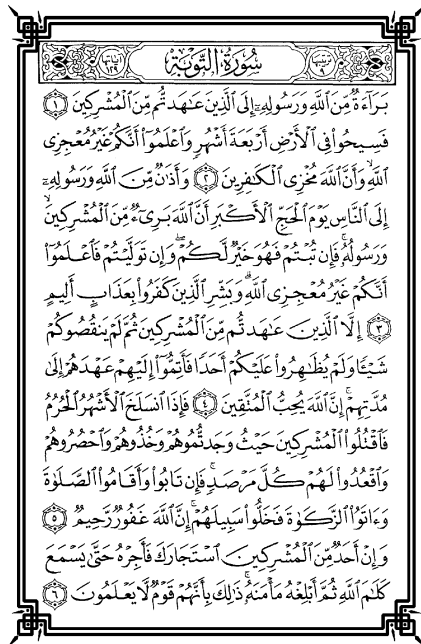 ترتيبها ٩ سُورَةُ التَّوْبَةِ آياتها ١٢٩
بَرَآءَةٌ مِّنَ ٱللَّهِ وَرَسُولِهِۦٓ إِلَى ٱلَّذِينَ عَٰهَدتُّم مِّنَ ٱلْمُشْرِكِينَ ١
فَسِيحُوا۟ فِى ٱلْأَرْضِ أَرْبَعَةَ أَشْهُرٍ وَٱعْلَمُوٓا۟ أَنَّكُمْ غَيْرُ مُعْجِزِى
ٱللَّهِ ۙ وَأَنَّ ٱللَّهَ مُخْزِى ٱلْكَٰفِرِينَ ٢ وَأَذَٰنٌ مِّنَ ٱللَّهِ وَرَسُولِهِۦٓ
إِلَى ٱلنَّاسِ يَوْمَ ٱلْحَجِّ ٱلْأَكْبَرِ أَنَّ ٱللَّهَ بَرِىٓءٌ مِّنَ ٱلْمُشْرِكِينَ ۙ
وَرَسُولُهُۥ ۚ فَإِن تُبْتُمْ فَهُوَ خَيْرٌ لَّكُمْ ۖ وَإِن تَوَلَّيْتُمْ فَٱعْلَمُوٓا۟
أَنَّكُمْ غَيْرُ مُعْجِزِى ٱللَّهِ ۗ وَبَشِّرِ ٱلَّذِينَ كَفَرُوا۟ بِعَذَابٍ أَلِيمٍ
٣ إِلَّا ٱلَّذِينَ عَٰهَدتُّم مِّنَ ٱلْمُشْرِكِينَ ثُمَّ لَمْ يَنقُصُوكُمْ
شَيْـًٔا وَلَمْ يُظَٰهِرُوا۟ عَلَيْكُمْ أَحَدًا فَأَتِمُّوٓا۟ إِلَيْهِمْ عَهْدَهُمْ إِلَىٰ
مُدَّتِهِمْ ۚ إِنَّ ٱللَّهَ يُحِبُّ ٱلْمُتَّقِينَ ٤ فَإِذَا ٱنسَلَخَ ٱلْأَشْهُرُ ٱلْحُرُمُ
فَٱقْتُلُوا۟ ٱلْمُشْرِكِينَ حَيْثُ وَجَدتُّمُوهُمْ وَخُذُوهُمْ وَٱحْصُرُوهُمْ
وَٱقْعُدُوا۟ لَهُمْ كُلَّ مَرْصَدٍ ۚ فَإِن تَابُوا۟ وَأَقَامُوا۟ ٱلصَّلَوٰةَ
وَءَاتَوُا۟ ٱلزَّكَوٰةَ فَخَلُّوا۟ سَبِيلَهُمْ ۚ إِنَّ ٱللَّهَ غَفُورٌ رَّحِيمٌ ٥
وَإِنْ أَحَدٌ مِّنَ ٱلْمُشْرِكِينَ ٱسْتَجَارَكَ فَأَجِرْهُ حَتَّىٰ يَسْمَعَ
كَلَٰمَ ٱللَّهِ ثُمَّ أَبْلِغْهُ مَأْمَنَهُۥ ۚ ذَٰلِكَ بِأَنَّهُمْ قَوْمٌ لَّا يَعْلَمُونَ ٦